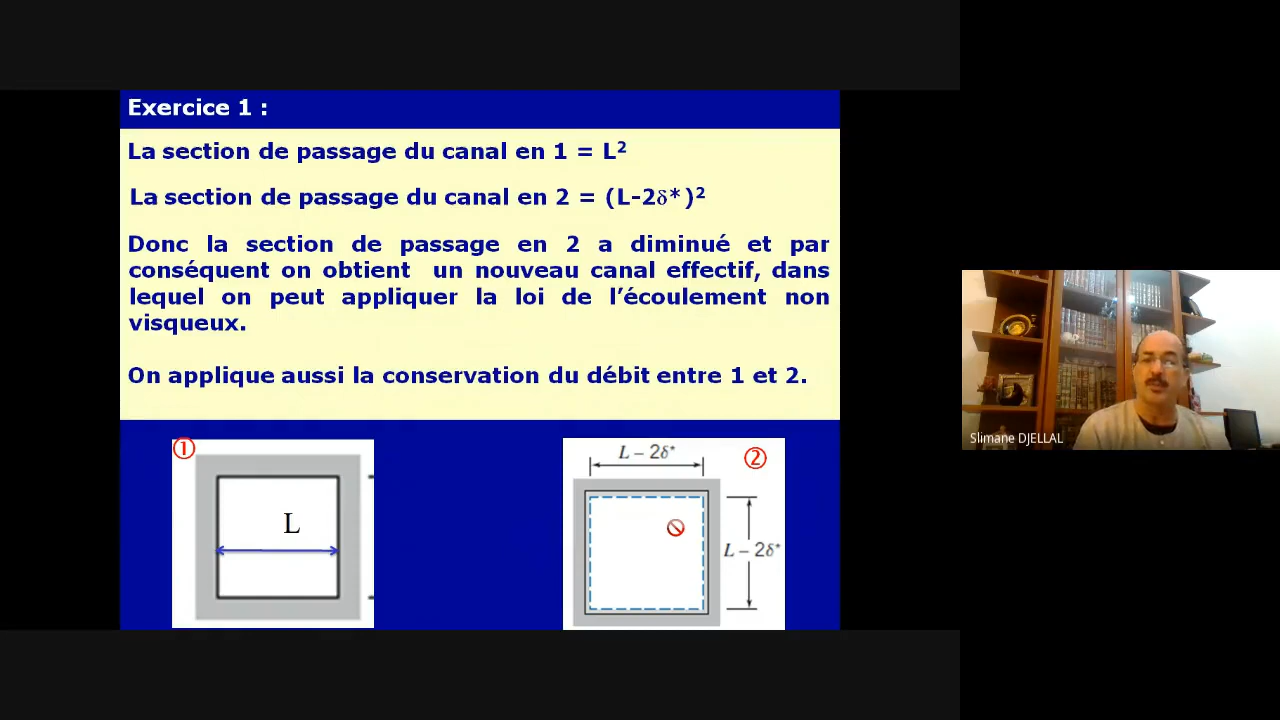 Exercice 1 :
La section de passage du canal en 1 = L²
La section de passage du canal en 2 = (L-2δ*)²
Donc la section de passage en 2 a diminué et par
conséquent on obtient un nouveau canal effectif, dans
lequel on peut appliquer la loi de l’écoulement non
visqueux.
On applique aussi la conservation du débit entre 1 et 2.
①
L
L – 2δ*
②
L – 2δ*
Slimane DJELLAL